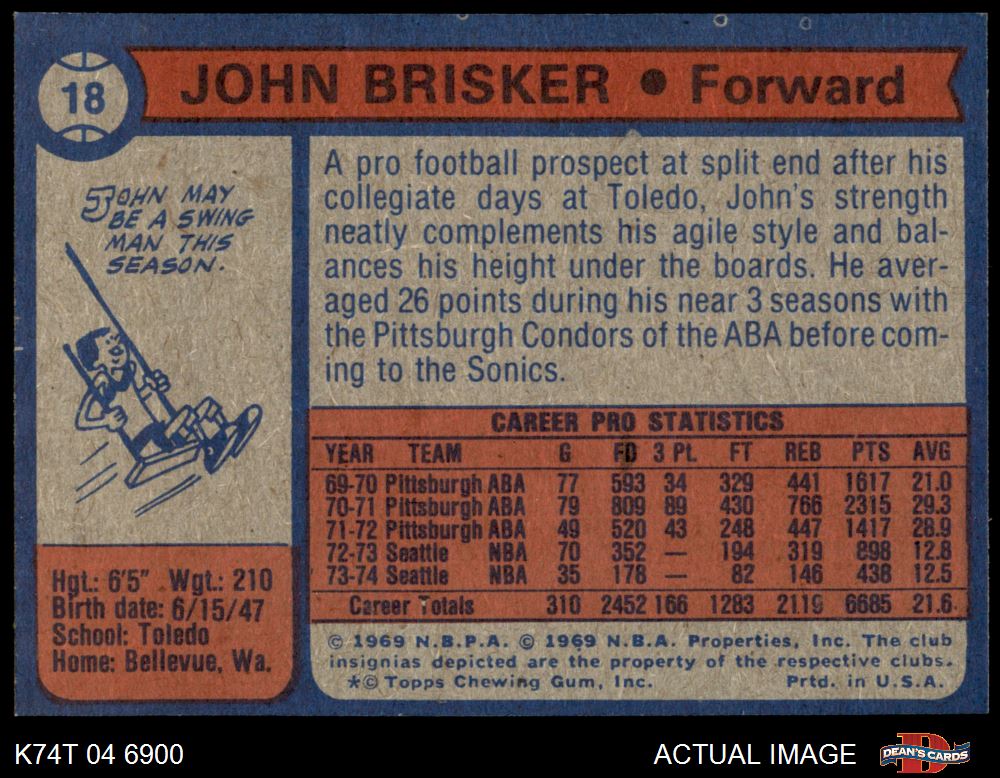 18
JOHN BRISKER • Forward
JOHN MAY
BE A SWING
MAN THIS
SEASON.
A pro football prospect at split end after his
collegiate days at Toledo, John's strength
neatly complements his agile style and bal-
ances his height under the boards. He aver-
aged 26 points during his near 3 seasons with
the Pittsburgh Condors of the ABA before com-
ing to the Sonics.
CAREER PRO STATISTICS
YEAR TEAM G FD 3 Pt. FT REB PTS AVG
69-70 Pittsburgh ABA 77 593 34 329 441 1617 21.0
70-71 Pittsburgh ABA 79 809 89 430 766 2315 29.3
71-72 Pittsburgh ABA 49 520 43 248 447 1417 28.9
72-73 Seattle NBA 70 352 — 194 319 898 12.8
73-74 Seattle NBA 35 178 — 82 146 438 12.5
Career Totals 310 2452 166 1283 2119 6685 21.6
Hgt.: 6'5" Wgt.: 210
Birth date: 6/15/47
School: Toledo
Home: Bellevue, Wa.
© 1969 N.B.P.A. © 1969 N.B.A. Properties, Inc. The club
insignias depicted are the property of the respective clubs.
*© Topps Chewing Gum, Inc. Prtd. in U.S.A.
K74T 04 6900
ACTUAL IMAGE
DEAN'S CARDS